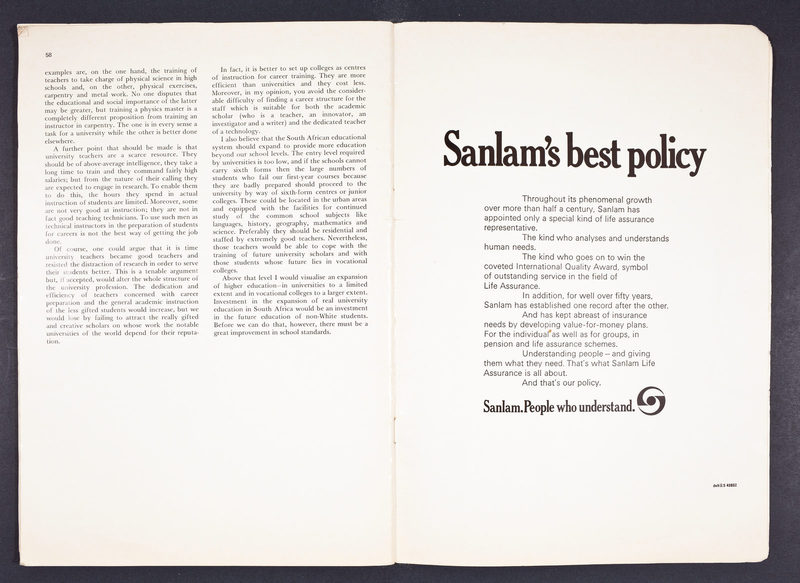 58
examples are, on the one hand, the training of
teachers to take charge of physical science in high
schools and, on the other, physical exercises,
carpentry and metal work. No one disputes that
the educational and social importance of the latter
may be greater, but training a physics master is a
completely different proposition from training an
instructor in carpentry. The one is in every sense a
task for a university while the other is better done
elsewhere.
A further point that should be made is that
university teachers are a scarce resource. They
should be of above-average intelligence, they take a
long time to train and they command fairly high
salaries; but from the nature of their calling they
are expected to engage in research. To enable them
to do this, the hours they spend in actual
instruction of students are limited. Moreover, some
are not very good at instruction; they are not in
fact good teaching technicians. To use such men as
technical instructors in the preparation of students
for careers is not the best way of getting the job
done.
Of course, one could argue that it is time
university teachers became good teachers and
resisted the distraction of research in order to serve
their students better. This is a tenable argument
but, if accepted, would alter the whole structure of
the university profession. The dedication and
efficiency of teachers concerned with career
preparation and the general academic instruction
of the less gifted students would increase, but we
would lose by failing to attract the really gifted
and creative scholars on whose work the notable
universities of the world depend for their reputa-
tion.
In fact, it is better to set up colleges as centres
of instruction for career training. They are more
efficient than universities and they cost less.
Moreover, in my opinion, you avoid the consider-
able difficulty of finding a career structure for the
staff which is suitable for both the academic
scholar (who is a teacher, an innovator, an
investigator and a writer) and the dedicated teacher
of a technology.
I also believe that the South African educational
system should expand to provide more education
beyond our school levels. The entry level required
by universities is too low, and if the schools cannot
carry sixth forms then the large numbers of
students who fail our first-year courses because
they are badly prepared should proceed to the
university by way of sixth-form centres or junior
colleges. These could be located in the urban areas
and equipped with the facilities for continued
study of the common school subjects like
languages, history, geography, mathematics and
science. Preferably they should be residential and
staffed by extremely good teachers. Nevertheless,
those teachers would be able to cope with the
training of future university scholars and with
those students whose future lies in vocational
colleges.
Above that level I would visualise an expansion
of higher education—in universities to a limited
extent and in vocational colleges to a larger extent.
Investment in the expansion of real university
education in South Africa would be an investment
in the future education of non-White students.
Before we can do that, however, there must be a
great improvement in school standards.
Sanlam's best policy
Throughout its phenomenal growth
over more than half a century, Sanlam has
appointed only a special kind of life assurance
representative.
The kind who analyses and understands
human needs.
The kind who goes on to win the
coveted International Quality Award, symbol
of outstanding service in the field of
Life Assurance.
In addition, for well over fifty years,
Sanlam has established one record after the other.
And has kept abreast of insurance
needs by developing value-for-money plans.
For the individual as well as for groups, in
pension and life assurance schemes.
Understanding people – and giving
them what they need. That's what Sanlam Life
Assurance is all about.
And that's our policy.
Sanlam. People who understand.